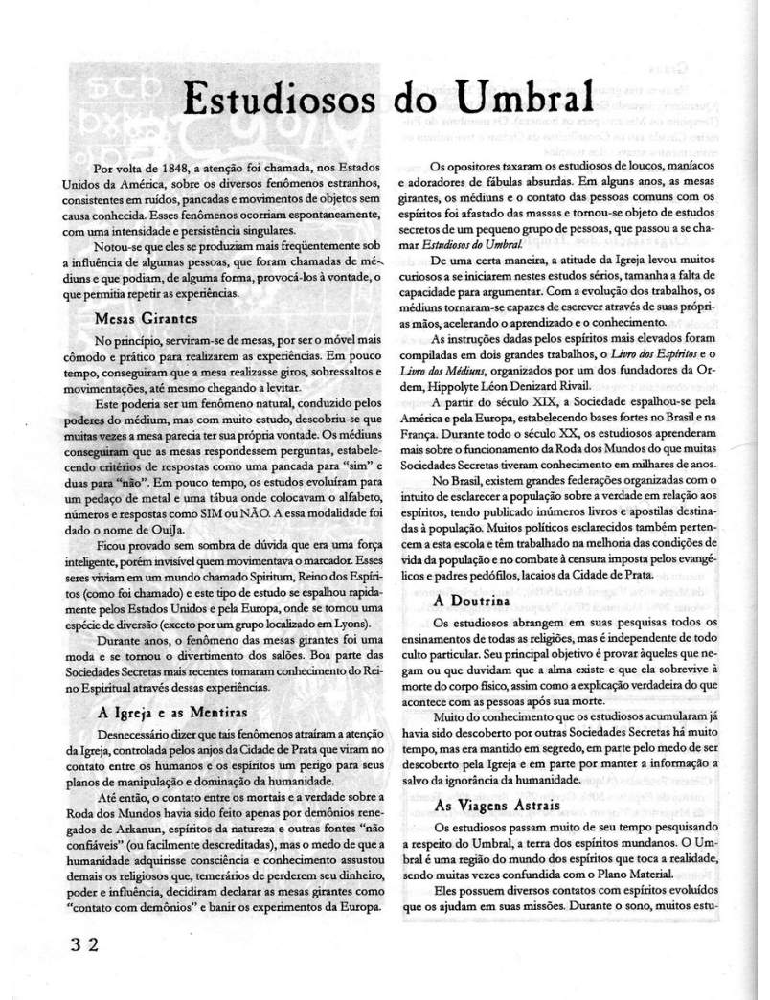 Estudiosos do Umbral
Por volta de 1848, a atenção foi chamada, nos Estados
Unidos da América, sobre os diversos fenômenos estranhos,
consistentes em ruídos, pancadas e movimentos de objetos sem
causa conhecida. Esses fenômenos ocorriam espontaneamente,
com uma intensidade e persistência singulares.
Notou-se que eles se produziam mais freqüentemente sob
a influência de algumas pessoas, que foram chamadas de mé-
diuns e que podiam, de alguma forma, provocá-los à vontade, o
que permitia repetir as experiências.
Mesas Girantes
No princípio, serviram-se de mesas, por ser o móvel mais
cômodo e prático para realizarem as experiências. Em pouco
tempo, conseguiram que a mesa realizasse giros, sobressaltos e
movimentações, até mesmo chegando a levitar.
Este poderia ser um fenômeno natural, conduzido pelos
poderes do médium, mas com muito estudo, descobriu-se que
muitas vezes a mesa parecia ter sua própria vontade. Os médiuns
conseguiram que as mesas respondessem perguntas, estabele-
cendo critérios de respostas como uma pancada para “sim” e
duas para “não”. Em pouco tempo, os estudos evoluíram para
um pedaço de metal e uma tábua onde colocavam o alfabeto,
números e respostas como SIM ou NÃO. A essa modalidade foi
dado o nome de OuiJa.
Ficou provado sem sombra de dúvida que era uma força
inteligente, porém invisível quem movimentava o marcador. Esses
seres viviam em um mundo chamado Spiritum, Reino dos Espíri-
tos (como foi chamado) e este tipo de estudo se espalhou rapida-
mente pelos Estados Unidos e pela Europa, onde se tornou uma
espécie de diversão (exceto por um grupo localizado em Lyons).
Durante anos, o fenômeno das mesas girantes foi uma
moda e se tornou o divertimento dos salões. Boa parte das
Sociedades Secretas mais recentes tomaram conhecimento do Rei-
no Espiritual através dessas experiências.
A Igreja e as Mentiras
Desnecessário dizer que tais fenômenos atraíram a atenção
da Igreja, controlada pelos anjos da Cidade de Prata que viram no
contato entre os humanos e os espíritos um perigo para seus
planos de manipulação e dominação da humanidade.
Até então, o contato entre os mortais e a verdade sobre a
Roda dos Mundos havia sido feito apenas por demônios rene-
gados de Arkanun, espíritos da natureza e outras fontes “não
confiáveis” (ou facilmente descreditadas), mas o medo de que a
humanidade adquirisse consciência e conhecimento assustou
demais os religiosos que, temerários de perderem seu dinheiro,
poder e influência, decidiram declarar as mesas girantes como
“contato com demônios” e banir os experimentos da Europa.
Os opositores taxaram os estudiosos de loucos, maníacos
e adoradores de fábulas absurdas. Em alguns anos, as mesas
girantes, os médiuns e o contato das pessoas comuns com os
espíritos foi afastado das massas e tornou-se objeto de estudos
secretos de um pequeno grupo de pessoas, que passou a se cha-
mar Estudiosos do Umbral.
De uma certa maneira, a atitude da Igreja levou muitos
curiosos a se iniciarem nestes estudos sérios, tamanha a falta de
capacidade para argumentar. Com a evolução dos trabalhos, os
médiuns tornaram-se capazes de escrever através de suas própri-
as mãos, acelerando o aprendizado e o conhecimento.
As instruções dadas pelos espíritos mais elevados foram
compiladas em dois grandes trabalhos, o Livro dos Espíritos e o
Livro dos Médiuns, organizados por um dos fundadores da Or-
dem, Hippolyte Léon Denizard Rivail.
A partir do século XIX, a Sociedade espalhou-se pela
América e pela Europa, estabelecendo bases fortes no Brasil e na
França. Durante todo o século XX, os estudiosos aprenderam
mais sobre o funcionamento da Roda dos Mundos do que muitas
Sociedades Secretas tiveram conhecimento em milhares de anos.
No Brasil, existem grandes federações organizadas com o
intuito de esclarecer a população sobre a verdade em relação aos
espíritos, tendo publicado inúmeros livros e apostilas destina-
das à população. Muitos políticos esclarecidos também perten-
cem a esta escola e têm trabalhado na melhoria das condições de
vida da população e no combate à censura imposta pelos evangé-
licos e padres pedófilos, lacaios da Cidade de Prata.
A Doutrina
Os estudiosos abrangem em suas pesquisas todos os
ensinamentos de todas as religiões, mas é independente de todo
culto particular. Seu principal objetivo é provar àqueles que ne-
gam ou que duvidam que a alma existe e que ela sobrevive à
morte do corpo físico, assim como a explicação verdadeira do que
acontece com as pessoas após sua morte.
Muito do conhecimento que os estudiosos acumularam já
havia sido descoberto por outras Sociedades Secretas há muito
tempo, mas era mantido em segredo, em parte pelo medo de ser
descoberto pela Igreja e em parte por manter a informação a
salvo da ignorância da humanidade.
As Viagens Astrais
Os estudiosos passam muito de seu tempo pesquisando
a respeito do Umbral, a terra dos espíritos mundanos. O Um-
bral é uma região do mundo dos espíritos que toca a realidade,
sendo muitas vezes confundida com o Plano Material.
Eles possuem diversos contatos com espíritos evoluídos
que os ajudam em suas missões. Durante o sono, muitos estu-
32